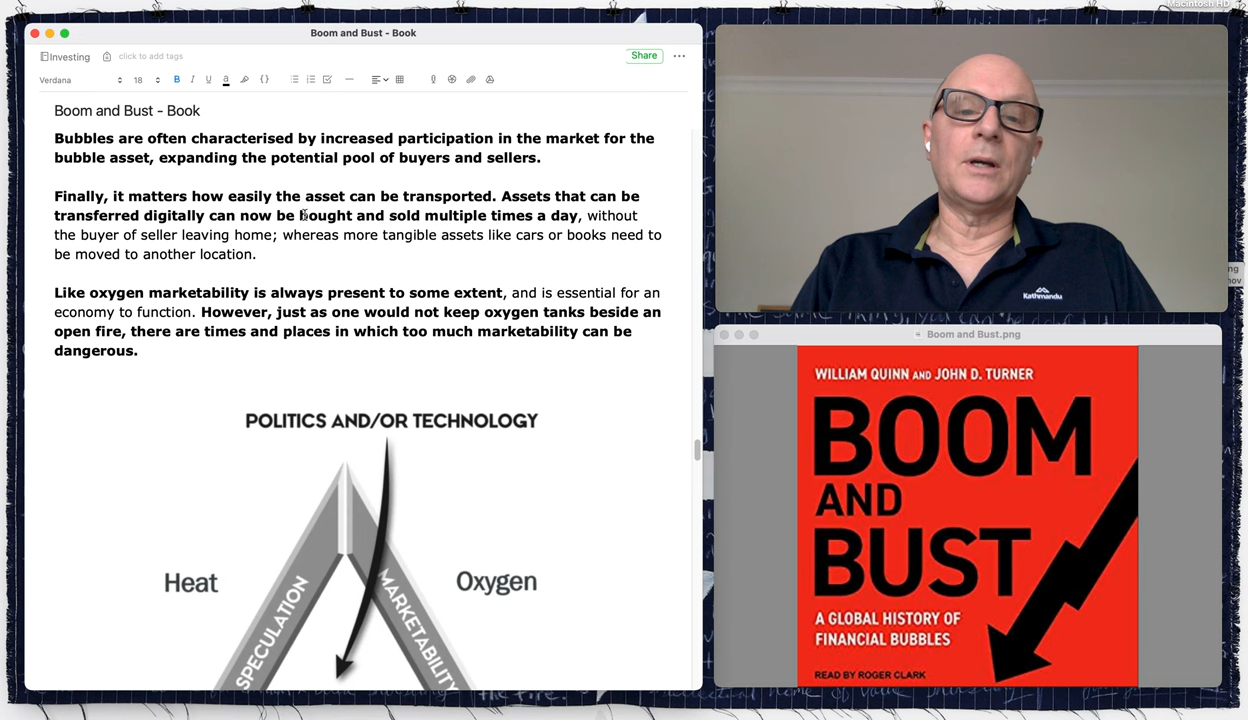 Macintosh HD
Boom and Bust - Book
Investing
click to add tags
Share
Verdana
18
B I U a
Boom and Bust - Book
Bubbles are often characterised by increased participation in the market for the
bubble asset, expanding the potential pool of buyers and sellers.
Finally, it matters how easily the asset can be transported. Assets that can be
transferred digitally can now be bought and sold multiple times a day, without
the buyer of seller leaving home; whereas more tangible assets like cars or books need to
be moved to another location.
Like oxygen marketability is always present to some extent, and is essential for an
economy to function. However, just as one would not keep oxygen tanks beside an
open fire, there are times and places in which too much marketability can be
dangerous.
POLITICS AND/OR TECHNOLOGY
Heat
Oxygen
SPECULATION
MARKETABILITY
Kathmandu
ng
nov
Boom and Bust.png
WILLIAM QUINN AND JOHN D. TURNER
BOOM
AND
BUST
A GLOBAL HISTORY OF
FINANCIAL BUBBLES
READ BY ROGER CLARK
the fire.